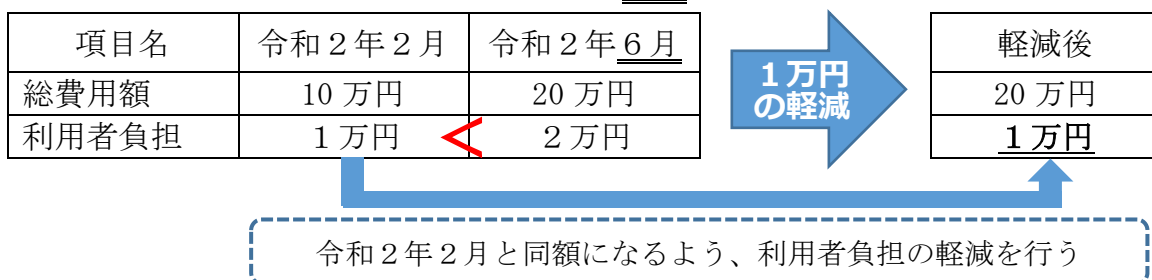 項目名 令和２年２月 令和２年６月 軽減後
１万円
の軽減
総費用額 10 万円 20 万円 20 万円
利用者負担 １万円 < ２万円 １万円
令和２年２月と同額になるよう、利用者負担の軽減を行う